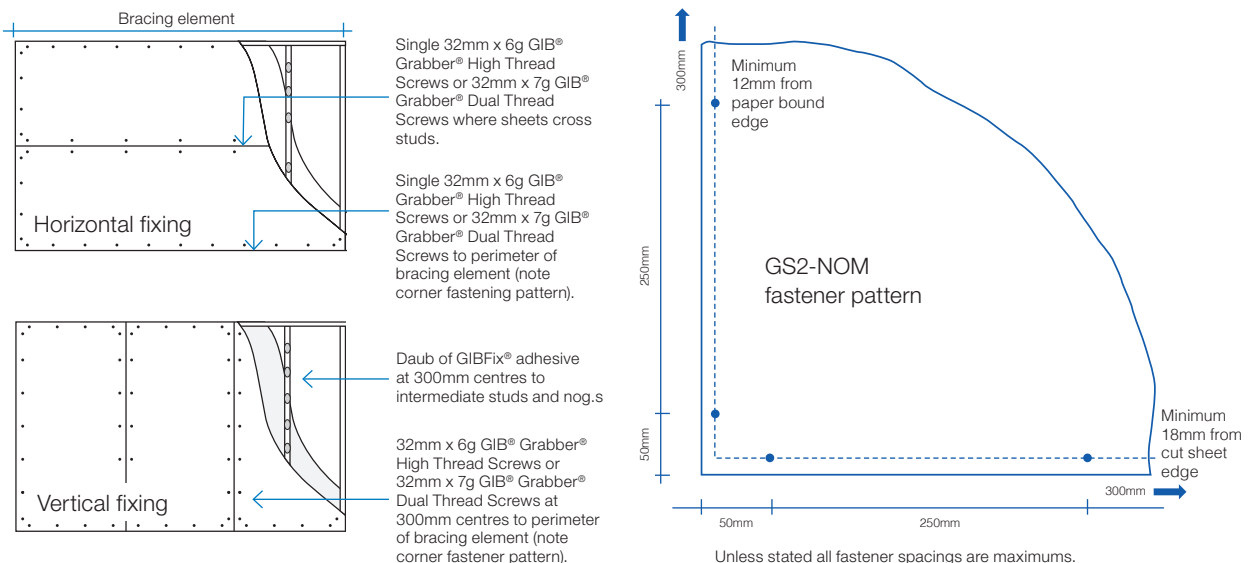 Bracing element
Single 32mm x 6g GIB®
Grabber® High Thread
Screws or 32mm x 7g GIB®
Grabber® Dual Thread
Screws where sheets cross
studs.
Single 32mm x 6g GIB®
Grabber® High Thread
Screws or 32mm x 7g GIB®
Grabber® Dual Thread
Screws to perimeter of
bracing element (note
corner fastening pattern).
Horizontal fixing
Daub of GIBFix® adhesive
at 300mm centres to
intermediate studs and nog.s
32mm x 6g GIB® Grabber®
High Thread Screws or
32mm x 7g GIB® Grabber®
Dual Thread Screws at
300mm centres to perimeter
of bracing element (note
corner fastener pattern).
Vertical fixing
300mm
Minimum
12mm from
paper bound
edge
250mm
GS2-NOM
fastener pattern
50mm
Minimum
18mm from
cut sheet
edge
300mm
50mm
250mm
Unless stated all fastener spacings are maximums.